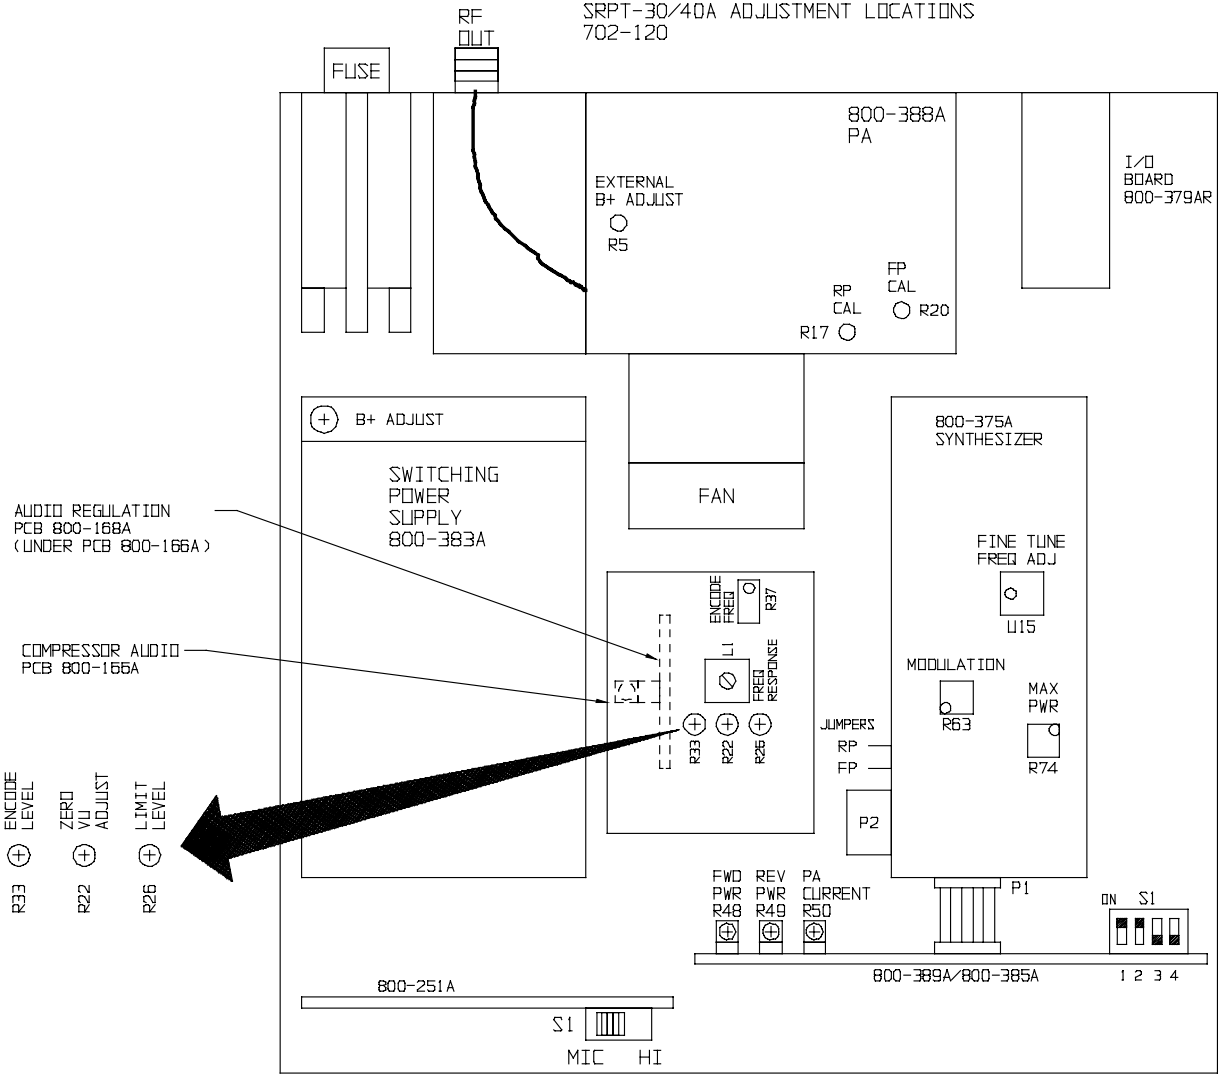 SRPT-30/40A ADJUSTMENT LOCATIONS
702-120
RF
OUT
FUSE
800-388A
PA
I/O
BOARD
800-379AR
EXTERNAL
B+ ADJUST
R5
FP
CAL
R20
RP
CAL
R17
B+ ADJUST
SWITCHING
POWER
SUPPLY
800-383A
FAN
800-375A
SYNTHESIZER
AUDIO REGULATION
PCB 800-168A
(UNDER PCB 800-166A)
FINE TUNE
FREQ ADJ
U15
ENCODE
FREQ
R37
COMPRESSOR AUDIO
PCB 800-166A
L1
FREQ
RESPONSE
MODULATION
R63
MAX
PWR
R74
R33
R22
R26
JUMPERS
RP
FP
P2
ENCODE
LEVEL
R33
ZERO
VU
ADJUST
R22
LIMIT
LEVEL
R26
FWD
PWR
R48
REV
PWR
R49
PA
CURRENT
R50
P1
ON S1
1 2 3 4
800-389A/800-385A
800-251A
S1
MIC HI